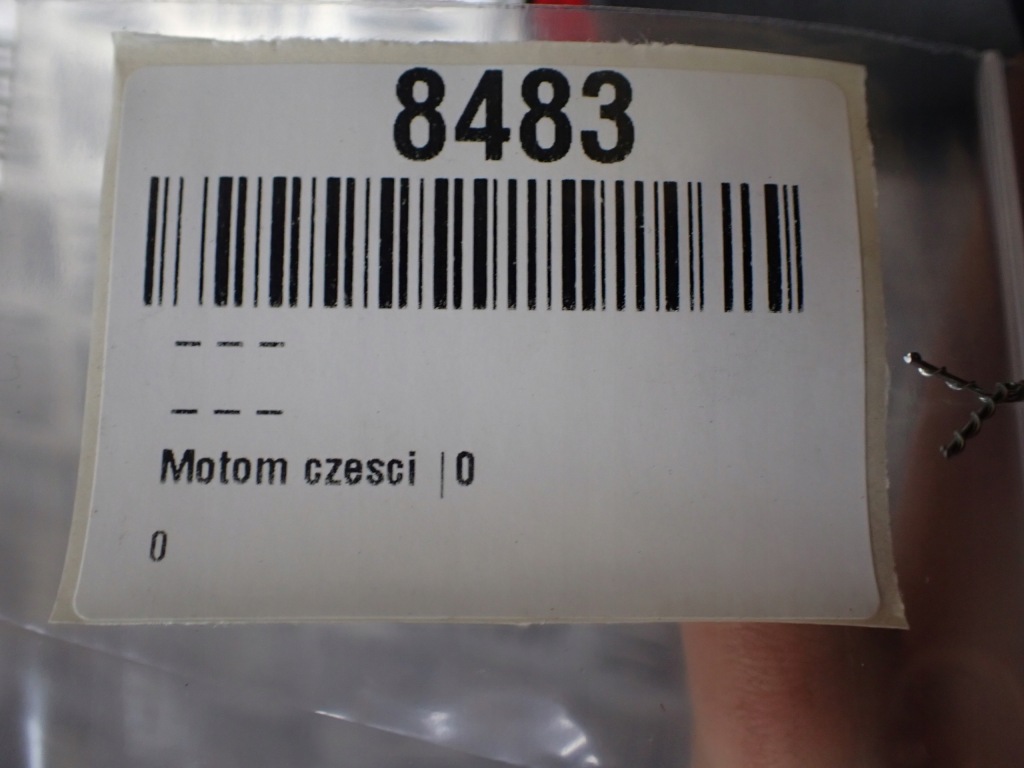 8483
---
---
Motom czesci |0
0